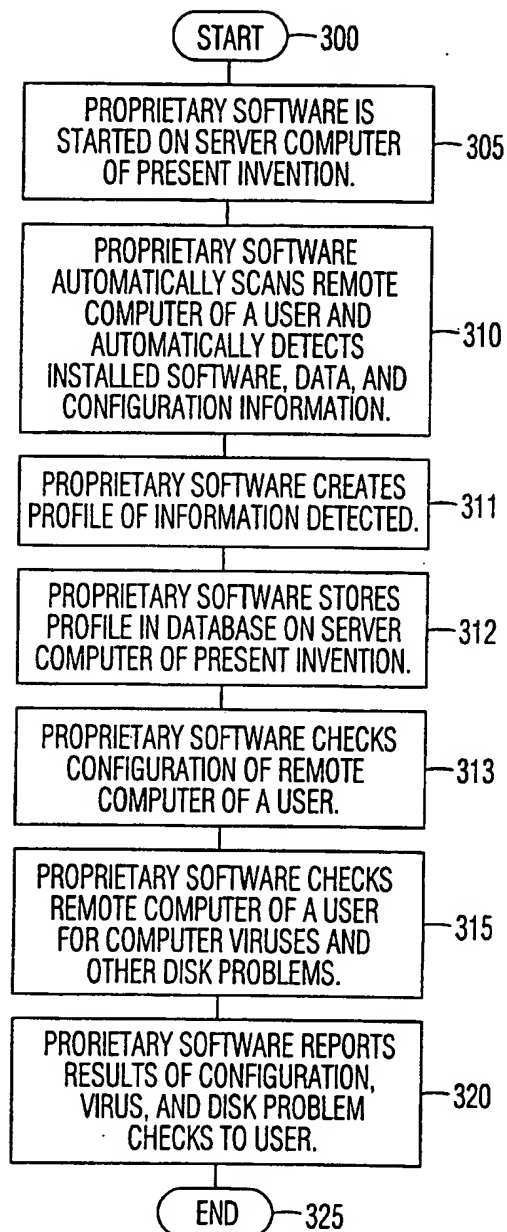 START 300
PROPRIETARY SOFTWARE IS
STARTED ON SERVER COMPUTER
OF PRESENT INVENTION.
305
PROPRIETARY SOFTWARE
AUTOMATICALLY SCANS REMOTE
COMPUTER OF A USER AND
AUTOMATICALLY DETECTS
INSTALLED SOFTWARE, DATA, AND
CONFIGURATION INFORMATION.
310
PROPRIETARY SOFTWARE CREATES
PROFILE OF INFORMATION DETECTED.
311
PROPRIETARY SOFTWARE STORES
PROFILE IN DATABASE ON SERVER
COMPUTER OF PRESENT INVENTION.
312
PROPRIETARY SOFTWARE CHECKS
CONFIGURATION OF REMOTE
COMPUTER OF A USER.
313
PROPRIETARY SOFTWARE CHECKS
REMOTE COMPUTER OF A USER
FOR COMPUTER VIRUSES AND
OTHER DISK PROBLEMS.
315
PRORIETARY SOFTWARE REPORTS
RESULTS OF CONFIGURATION,
VIRUS, AND DISK PROBLEM
CHECKS TO USER.
320
END 325